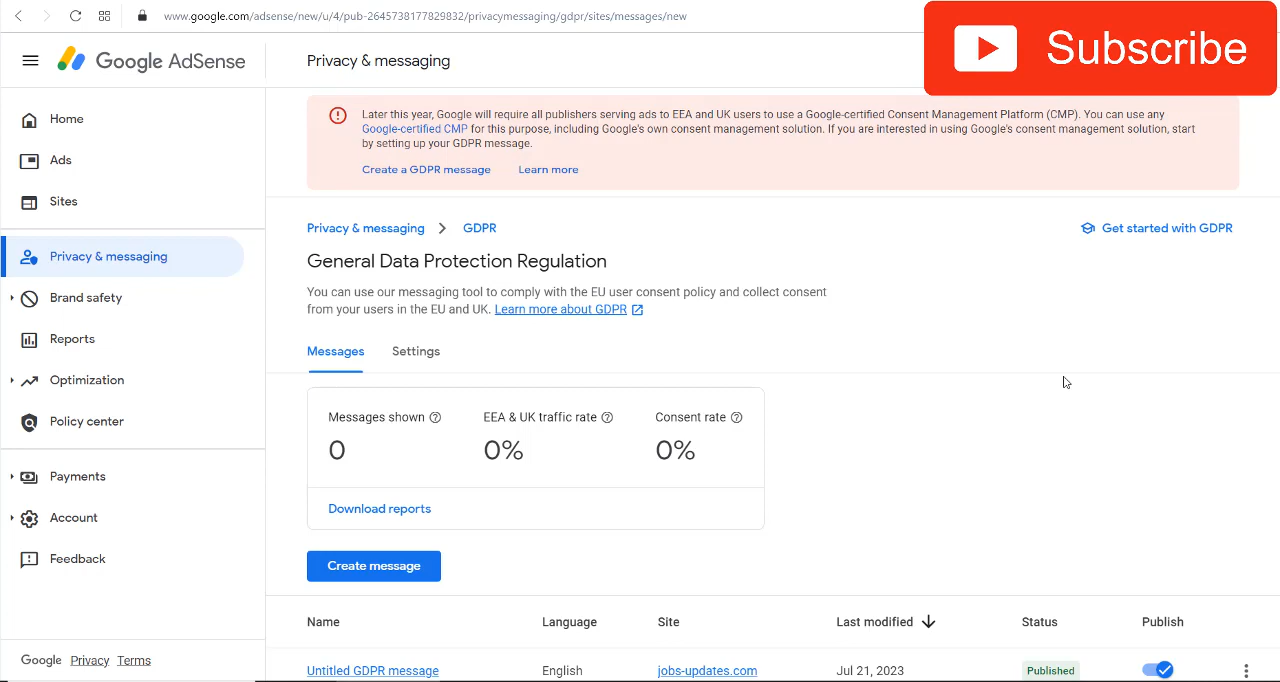 www.google.com/adsense/new/u/4/pub-2645738177829832/privacymessaging/gdpr/sites/messages/new
Subscribe
Google AdSense
Privacy & messaging
Home
Ads
Sites
Privacy & messaging
Brand safety
Reports
Optimization
Policy center
Payments
Account
Feedback
Google Privacy Terms
Later this year, Google will require all publishers serving ads to EEA and UK users to use a Google-certified Consent Management Platform (CMP). You can use any
Google-certified CMP for this purpose, including Google's own consent management solution. If you are interested in using Google's consent management solution, start
by setting up your GDPR message.
Create a GDPR message Learn more
Privacy & messaging GDPR
Get started with GDPR
General Data Protection Regulation
You can use our messaging tool to comply with the EU user consent policy and collect consent
from your users in the EU and UK. Learn more about GDPR
Messages Settings
Messages shown EEA & UK traffic rate Consent rate
0 0% 0%
Download reports
Create message
Name Language Site Last modified Status Publish
Untitled GDPR message English jobs-updates.com Jul 21, 2023 Published